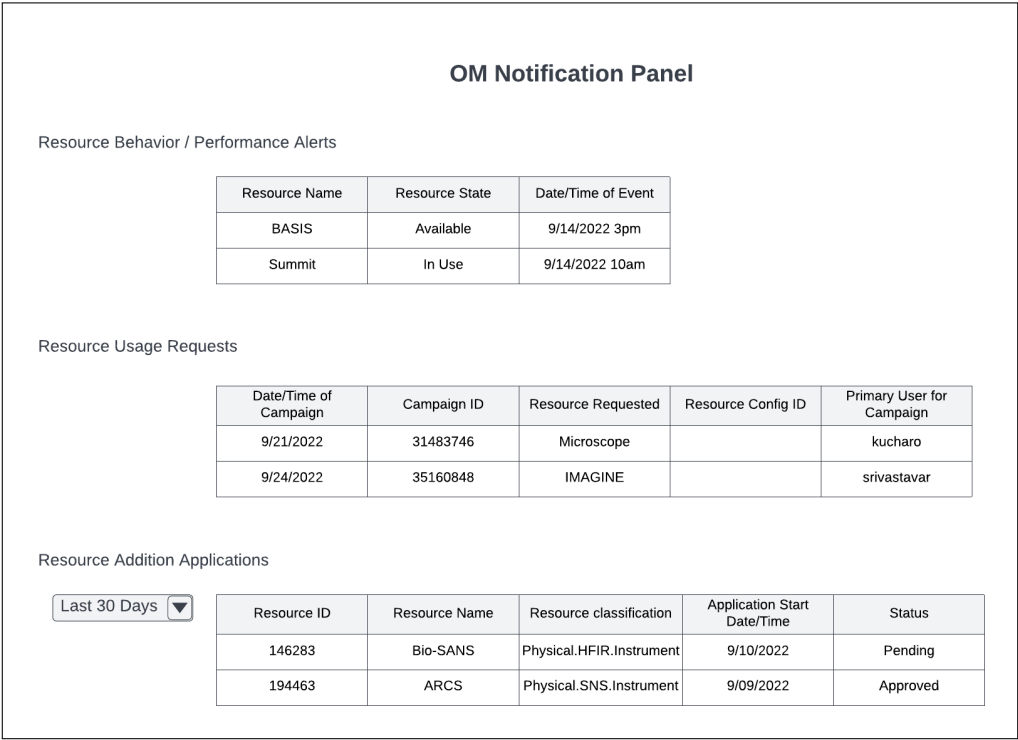 OM Notification Panel
Resource Behavior / Performance Alerts
Resource Name Resource State Date/Time of Event
BASIS Available 9/14/2022 3pm
Summit In Use 9/14/2022 10am
Resource Usage Requests
Date/Time of Campaign Campaign ID Resource Requested Resource Config ID Primary User for Campaign
9/21/2022 31483746 Microscope kucharo
9/24/2022 35160848 IMAGINE srivastavar
Resource Addition Applications
Last 30 Days
Resource ID Resource Name Resource classification Application Start Date/Time Status
146283 Bio-SANS Physical.HFIR.Instrument 9/10/2022 Pending
194463 ARCS Physical.SNS.Instrument 9/09/2022 Approved